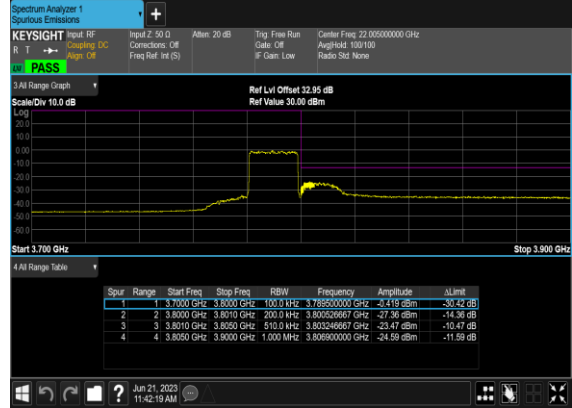 Spectrum Analyzer 1
Spurious Emissions
+
KEYSIGHT Input: RF Input Z: 50 Ω Atten: 20 dB Trig: Free Run Center Freq: 22.005000000 GHz
R T Coupling: DC Corrections: Off Gate: Off Avg|Hold: 100/100
Align: Off Freq Ref: Int (S) IF Gain: Low Radio Std: None
LW PASS
3 All Range Graph Ref Lvl Offset 32.95 dB
Scale/Div 10.0 dB Ref Value 30.00 dBm
Log
20.0
10.0
0.00
-10.0
-20.0
-30.0
-40.0
-50.0
-60.0
Start 3.700 GHz Stop 3.900 GHz
4 All Range Table
Spur Range Start Freq Stop Freq RBW Frequency Amplitude ΔLimit
1 1 3.7000 GHz 3.8000 GHz 100.0 kHz 3.789500000 GHz -0.419 dBm -30.42 dB
2 2 3.8000 GHz 3.8010 GHz 200.0 kHz 3.800526667 GHz -27.36 dBm -14.36 dB
3 3 3.8010 GHz 3.8050 GHz 510.0 kHz 3.803246667 GHz -23.47 dBm -10.47 dB
4 4 3.8050 GHz 3.9000 GHz 1.000 MHz 3.806900000 GHz -24.59 dBm -11.59 dB
? Jun 21, 2023
11:42:19 AM